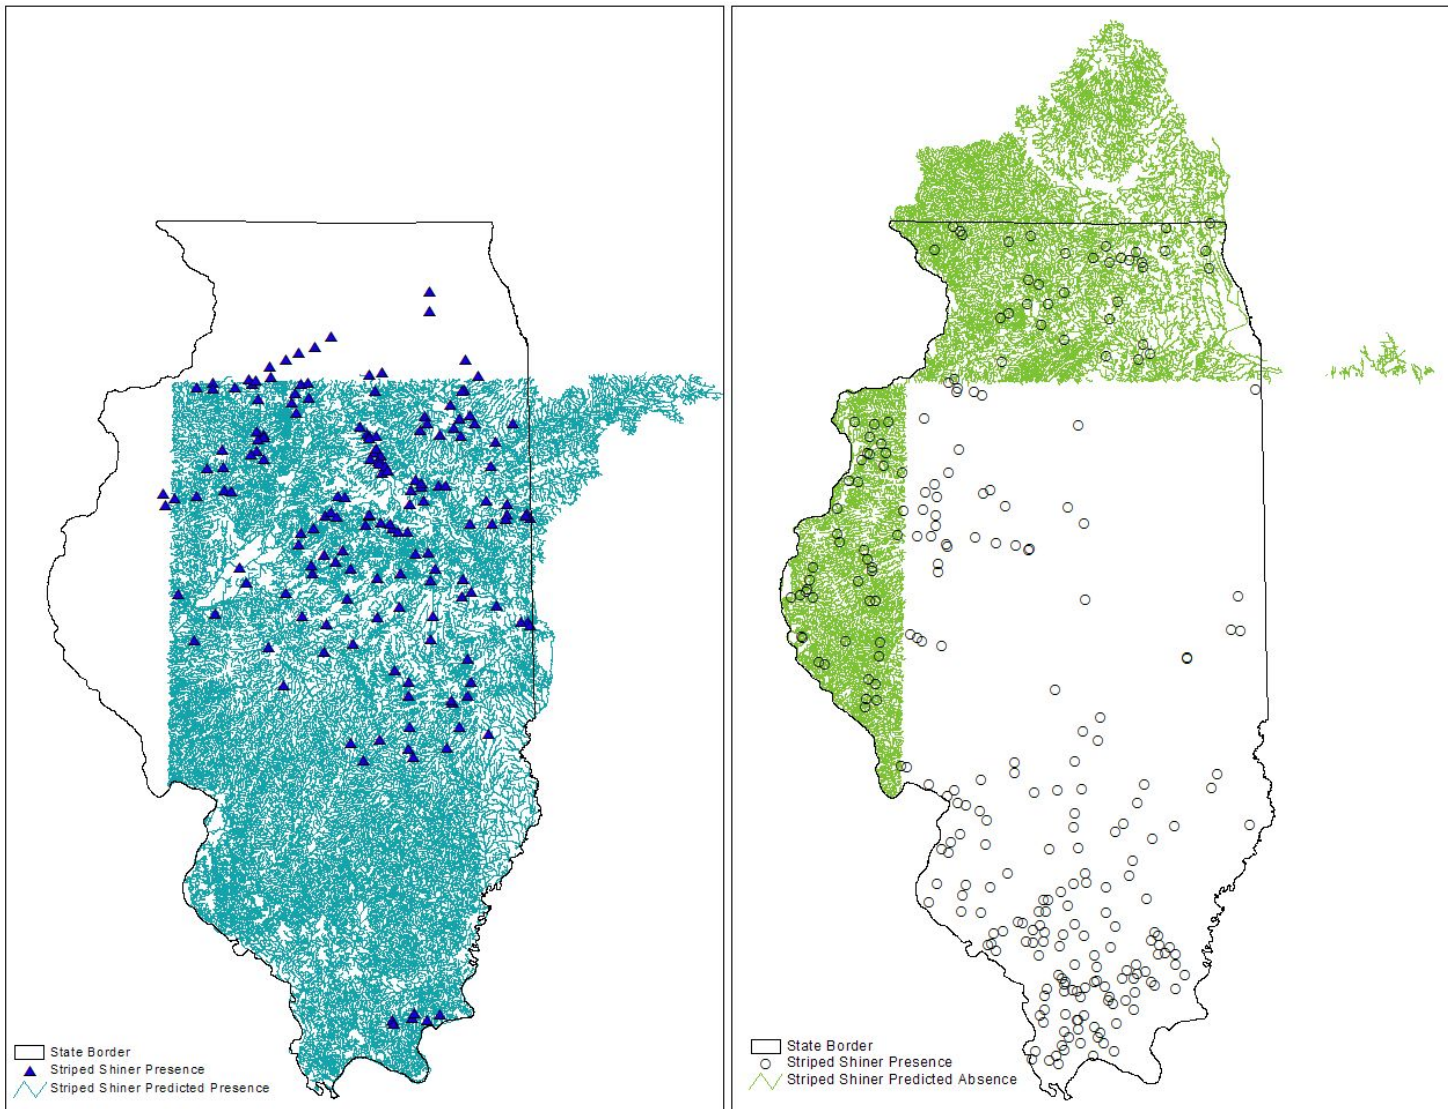 State Border
Striped Shiner Presence
Striped Shiner Predicted Presence
State Border
Striped Shiner Presence
Striped Shiner Predicted Absence